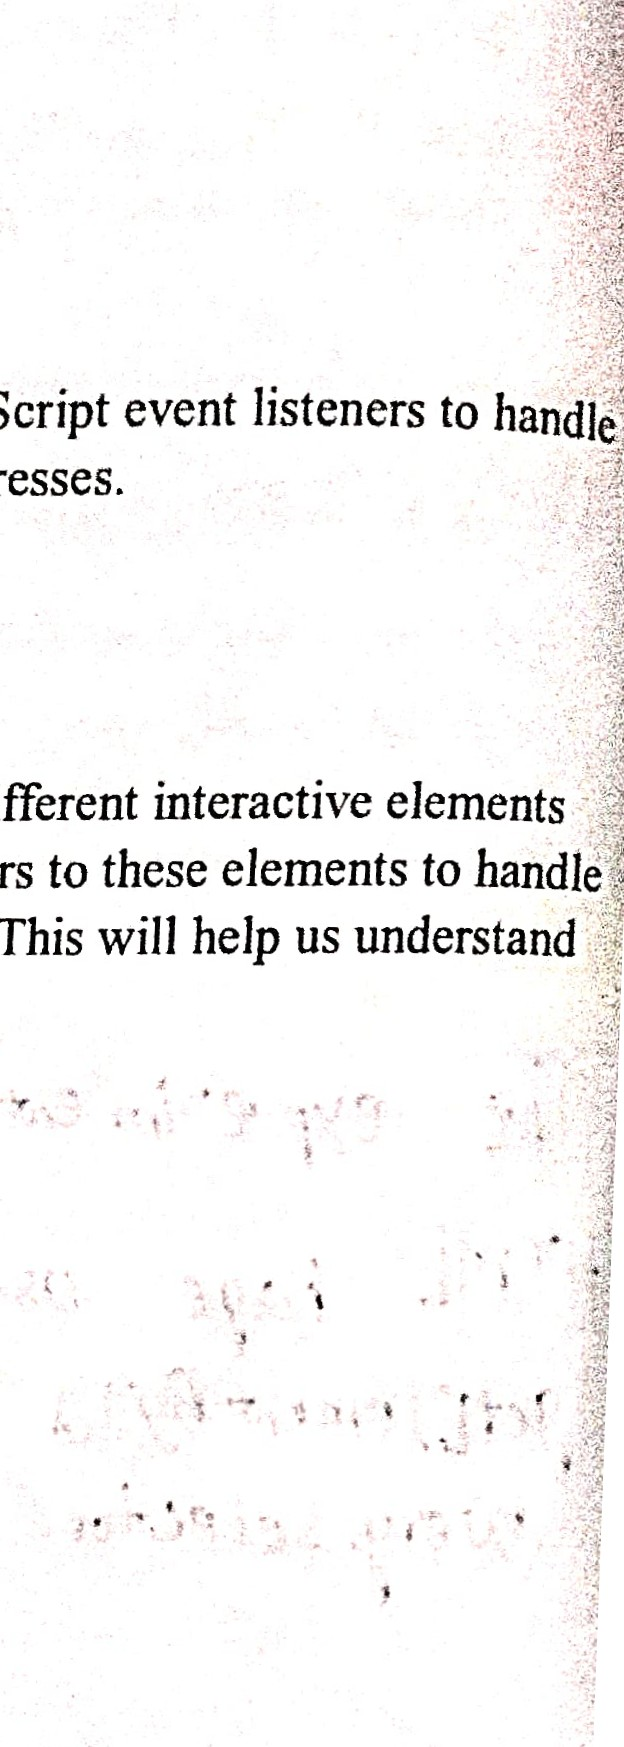 Script event listeners to handle
resses.
fferent interactive elements
rs to these elements to handle
This will help us understand